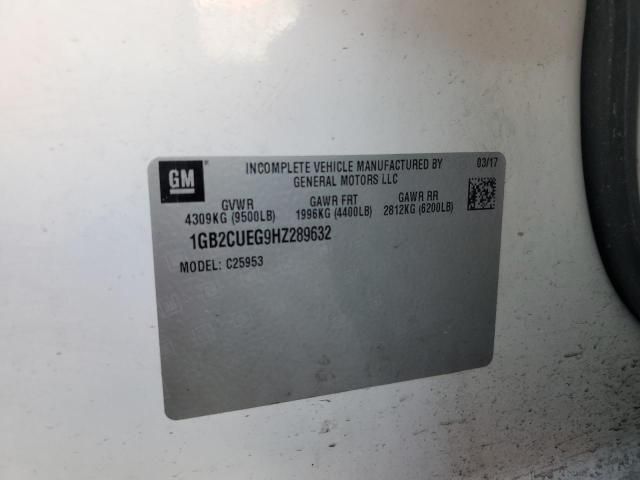 GM
INCOMPLETE VEHICLE MANUFACTURED BY 03/17
GENERAL MOTORS LLC
GVWR GAWR FRT GAWR RR
4309KG (9500LB) 1996KG (4400LB) 2812KG (6200LB)
1GB2CUEG9HZ289632
MODEL: C25953